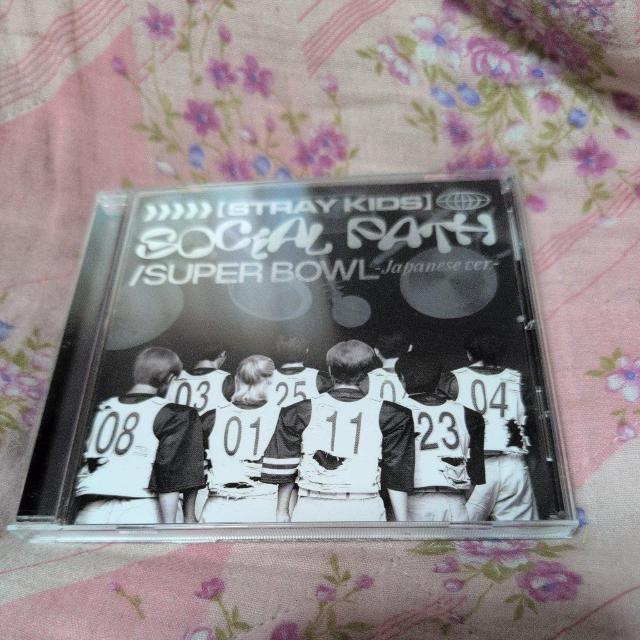 ❯❯❯❯❯ [STRAY KIDS]
SOCIAL PATH
/SUPER BOWL -Japanese ver.-
03 25 0
08 01 11 23 04